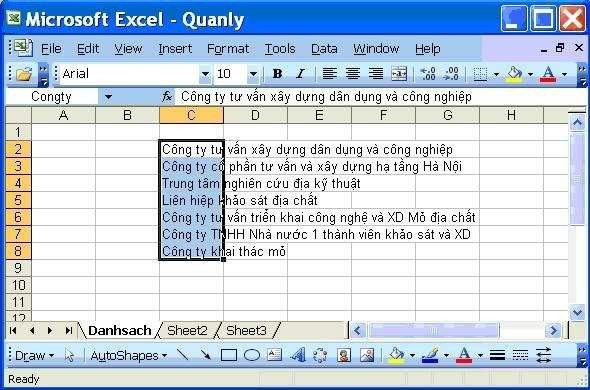 Microsoft Excel - Quanly
File Edit View Insert Format Tools Data Window Help
Arial 10 B I
Congty fx Công ty tư vấn xây dựng dân dụng và công nghiệp
A B C D E F G H
1
2 Công ty tư vấn xây dựng dân dụng và công nghiệp
3 Công ty cổ phần tư vấn và xây dựng hạ tầng Hà Nội
4 Trung tâm nghiên cứu địa kỹ thuật
5 Liên hiệp khảo sát địa chất
6 Công ty tư vấn triển khai công nghệ và XD Mỏ địa chất
7 Công ty TNHH Nhà nước 1 thành viên khảo sát và XD
8 Công ty khai thác mỏ
9
10
11
12
Danhsach Sheet2 Sheet3
Draw AutoShapes
Ready